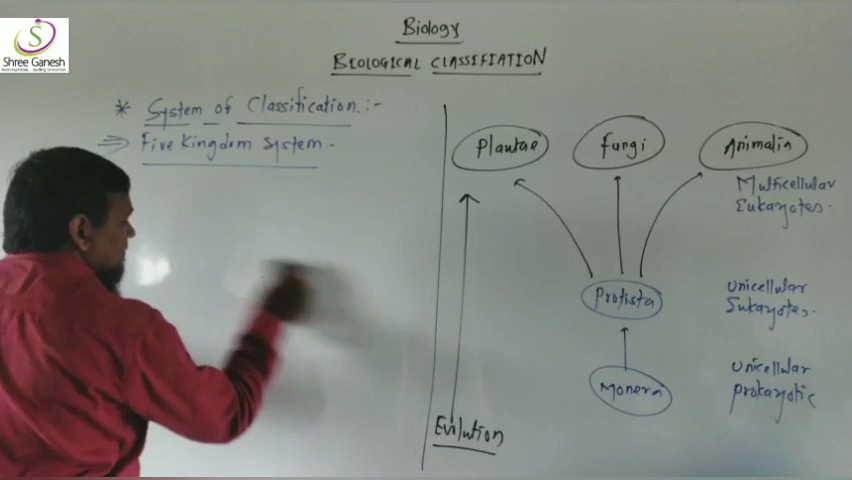 S
Shree Ganesh
Biology
BIOLOGICAL CLASSIFIATION
* System of Classification :-
⇒ Five Kingdom System -
Plantae
Fungi
Animalia
Multicellular
Eukaryotes.
Protista
Unicellular
Eukaryotes.
Monera
Unicellular
Prokaryotic
Evilution